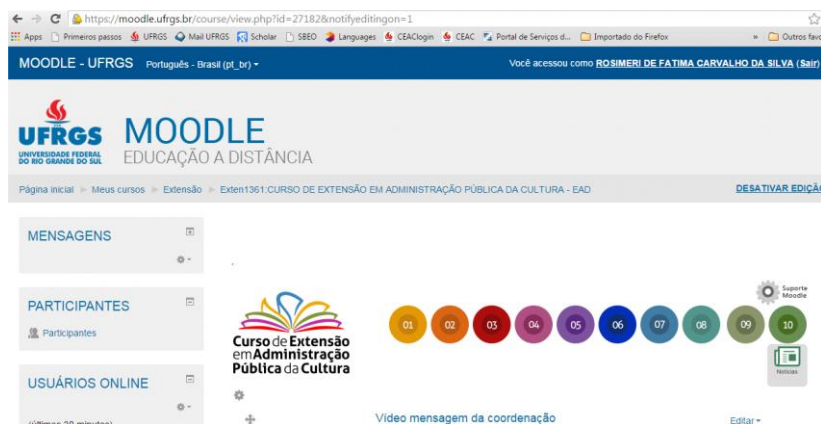 https://moodle.ufrgs.br/course/view.php?id=27182&notifyeditingon=1
Apps Primeiros passos UFRGS Mail UFRGS Scholar SBEO Languages CEAClogin CEAC Portal de Serviços d... Importado do Firefox » Outros favo
MOODLE - UFRGS Português - Brasil (pt_br) Você acessou como ROSIMERI DE FATIMA CARVALHO DA SILVA (Sair)
UFRGS
UNIVERSIDADE FEDERAL
DO RIO GRANDE DO SUL
MOODLE
EDUCAÇÃO A DISTÂNCIA
Página inicial Meus cursos Extensão Exten1361:CURSO DE EXTENSÃO EM ADMINISTRAÇÃO PÚBLICA DA CULTURA - EAD DESATIVAR EDIÇÃ
MENSAGENS
PARTICIPANTES
Participantes
USUÁRIOS ONLINE
(últimos 20 minutos)
Suporte
Moodle
01 02 03 04 05 06 07 08 09 10
Curso de Extensão
em Administração
Pública da Cultura
Notícias
Vídeo mensagem da coordenação Editar